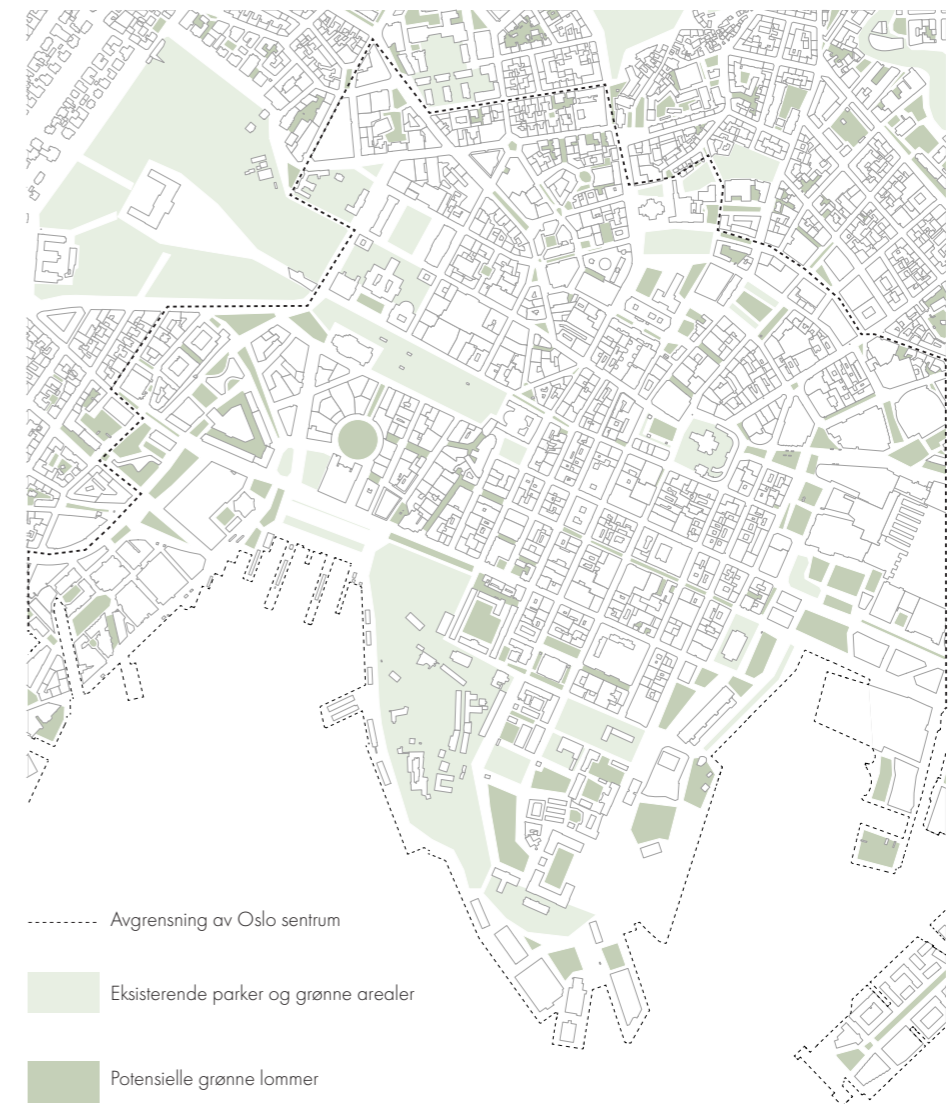 Avgrensning av Oslo sentrum
Eksisterende parker og grønne arealer
Potensielle grønne lommer